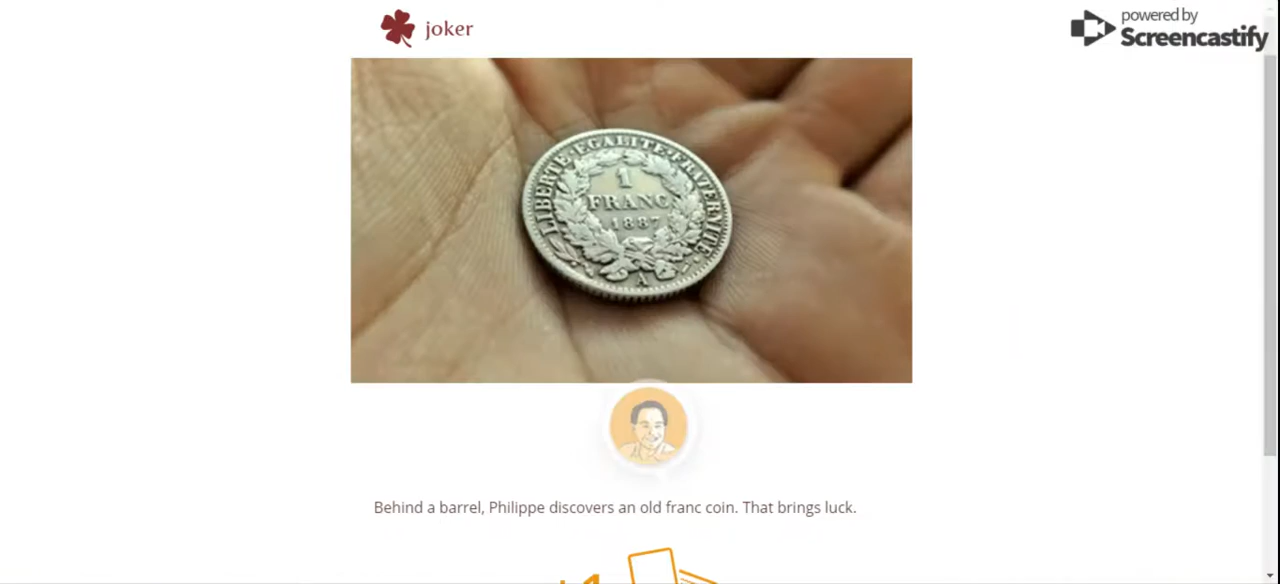 joker
powered by
Screencastify
LIBERTE·EGALITE·FRATERNITE
1
FRANC
1887
A
Behind a barrel, Philippe discovers an old franc coin. That brings luck.
+1